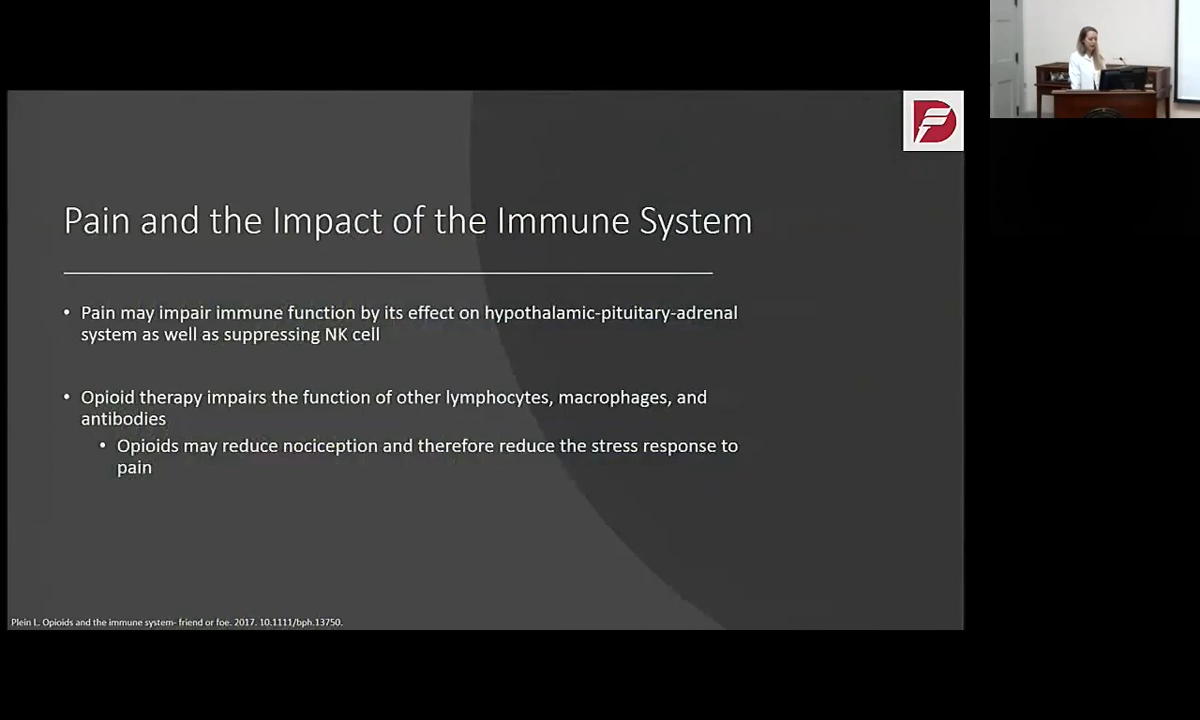 Pain and the Impact of the Immune System
• Pain may impair immune function by its effect on hypothalamic-pituitary-adrenal
system as well as suppressing NK cell
• Opioid therapy impairs the function of other lymphocytes, macrophages, and
antibodies
• Opioids may reduce nociception and therefore reduce the stress response to
pain
Plein L. Opioids and the immune system- friend or foe. 2017. 10.1111/bph.13750.